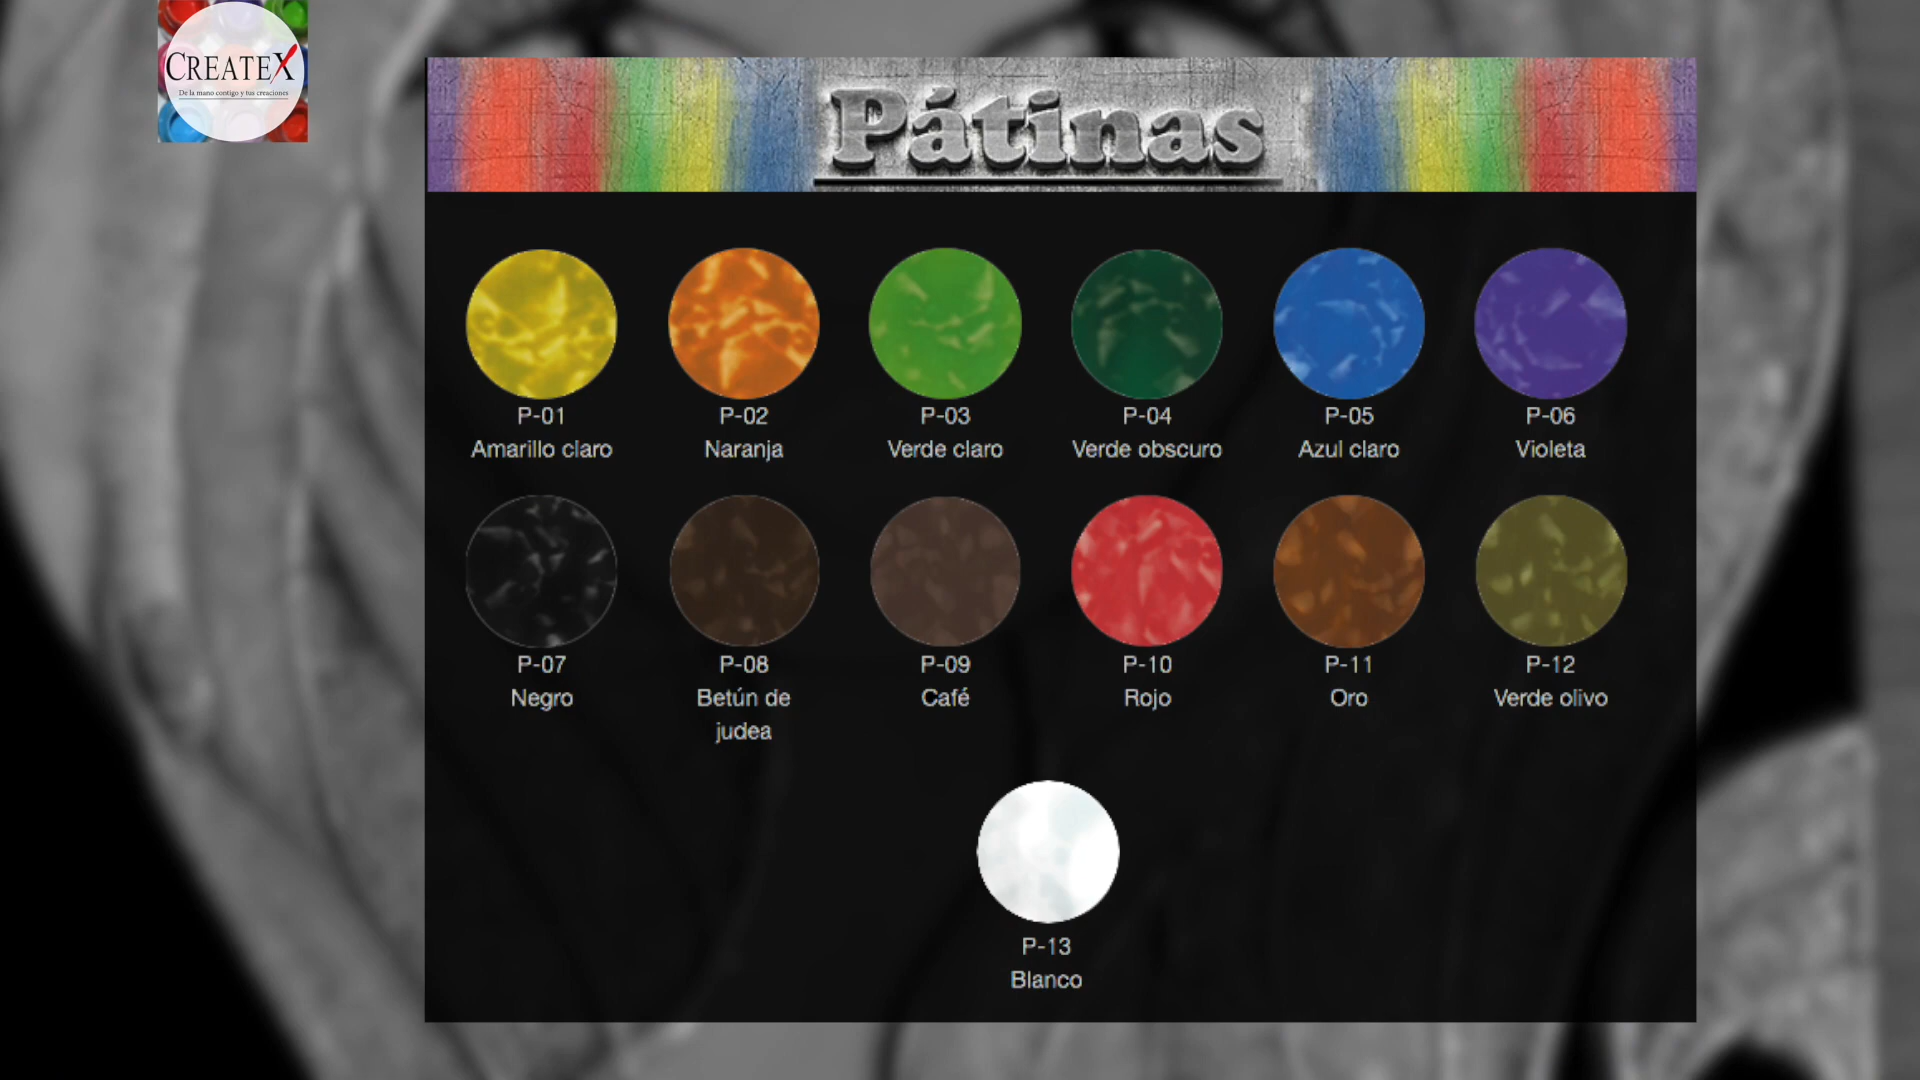 CREATEX
De la mano contigo y tus creaciones
Pátinas
P-01
Amarillo claro
P-02
Naranja
P-03
Verde claro
P-04
Verde obscuro
P-05
Azul claro
P-06
Violeta
P-07
Negro
P-08
Betún de
judea
P-09
Café
P-10
Rojo
P-11
Oro
P-12
Verde olivo
P-13
Blanco